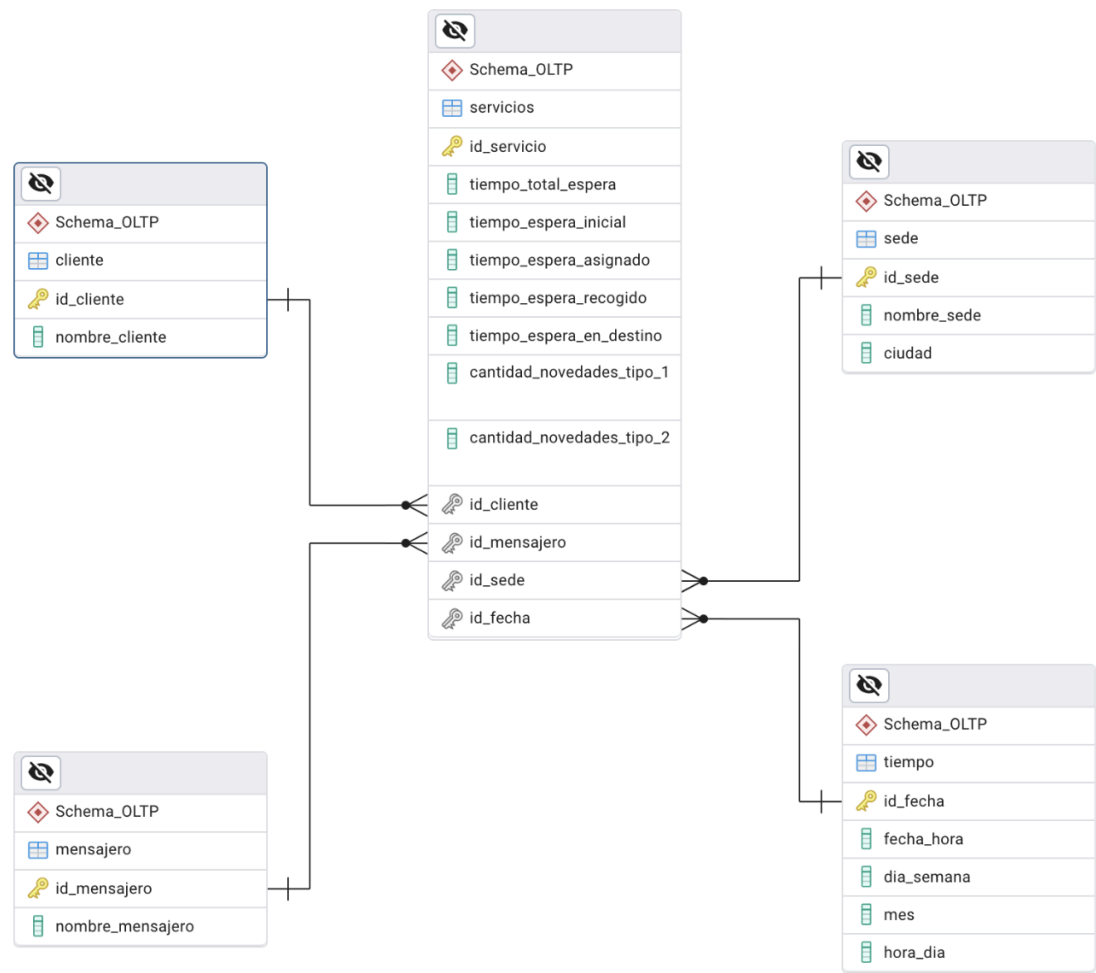 Schema_OLTP
cliente
id_cliente
nombre_cliente
Schema_OLTP
servicios
id_servicio
tiempo_total_espera
tiempo_espera_inicial
tiempo_espera_asignado
tiempo_espera_recogido
tiempo_espera_en_destino
cantidad_novedades_tipo_1
cantidad_novedades_tipo_2
id_cliente
id_mensajero
id_sede
id_fecha
Schema_OLTP
sede
id_sede
nombre_sede
ciudad
Schema_OLTP
mensajero
id_mensajero
nombre_mensajero
Schema_OLTP
tiempo
id_fecha
fecha_hora
dia_semana
mes
hora_dia